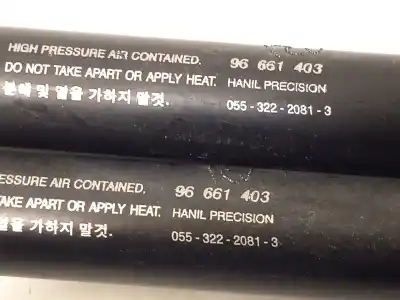 HIGH PRESSURE AIR CONTAINED.
DO NOT TAKE APART OR APPLY HEAT.
분해 및 열을 가하지 말것.
96 661 403
HANIL PRECISION
055-322-2081-3
ESSURE AIR CONTAINED.
TAKE APART OR APPLY HEAT.
열을 가하지 말것.
96 661 403
HANIL PRECISION
055-322-2081-3